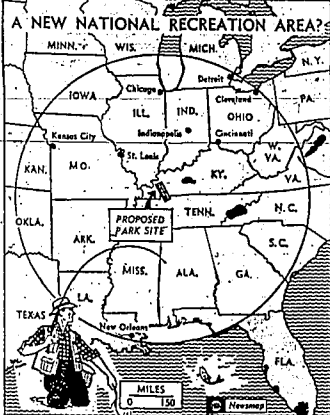 A NEW NATIONAL RECREATION AREA?
MINN.
WIS.
MICH.
N.Y.
Detroit
Chicago
Cleveland
IOWA
PA.
ILL.
IND.
OHIO
Indianapolis
Cincinnati
Kansas City
W.
VA.
St. Louis
KAN.
MO.
KY.
VA.
PROPOSED
PARK SITE
TENN.
N.C.
OKLA.
ARK.
S.C.
MISS.
ALA.
GA.
LA.
TEXAS
New Orleans
FLA.
MILES
0 150
Newsmap